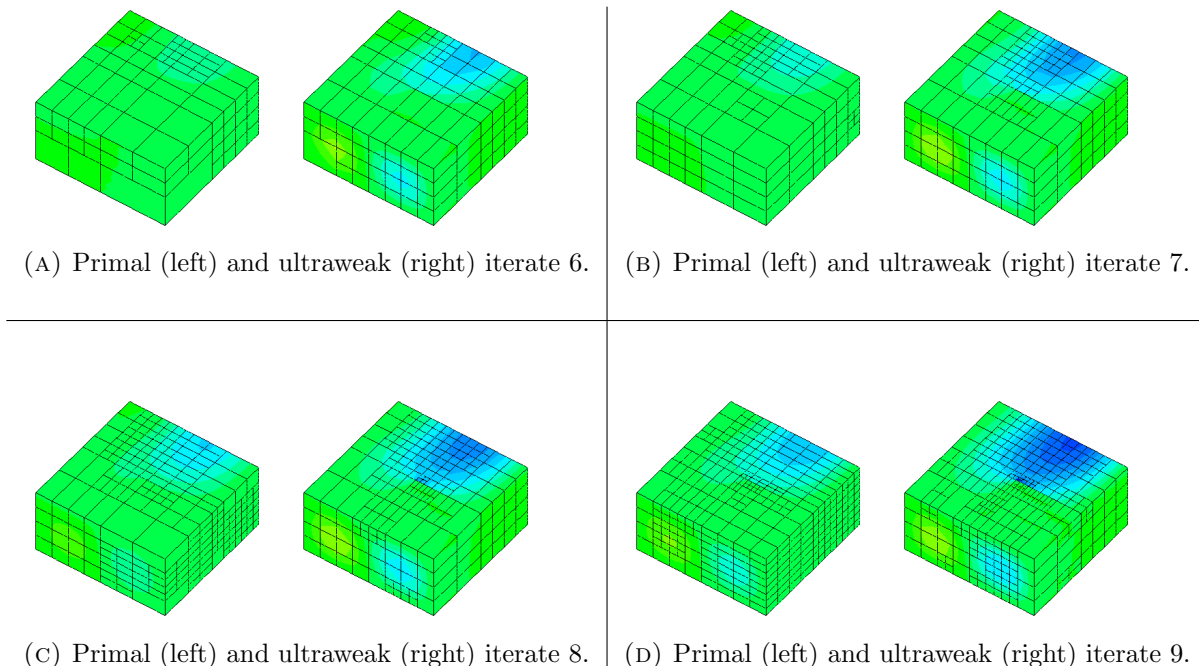 (A) Primal (left) and ultraweak (right) iterate 6.
(B) Primal (left) and ultraweak (right) iterate 7.
(C) Primal (left) and ultraweak (right) iterate 8.
(D) Primal (left) and ultraweak (right) iterate 9.